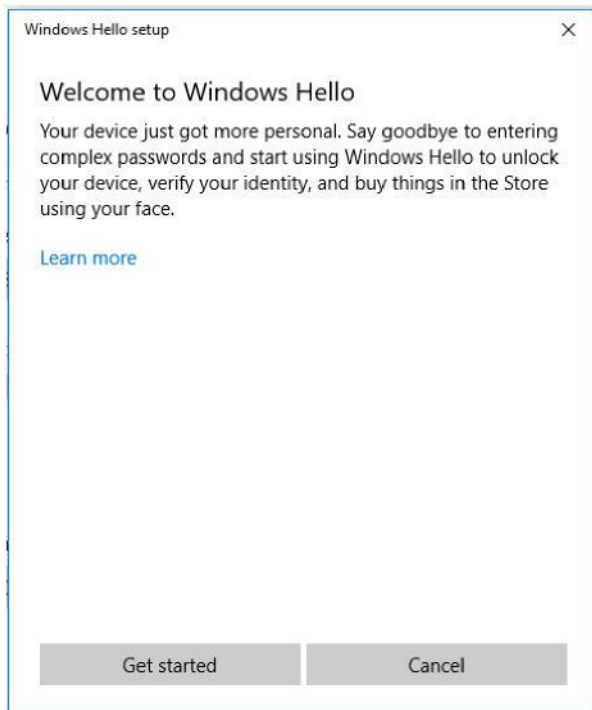 Windows Hello setup
Welcome to Windows Hello
Your device just got more personal. Say goodbye to entering
complex passwords and start using Windows Hello to unlock
your device, verify your identity, and buy things in the Store
using your face.
Learn more
Get started
Cancel